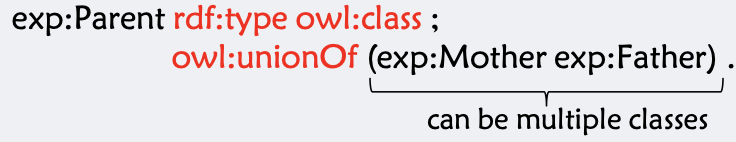 exp:Parent rdf:type owl:class ;
owl:unionOf (exp:Mother exp:Father) .
can be multiple classes